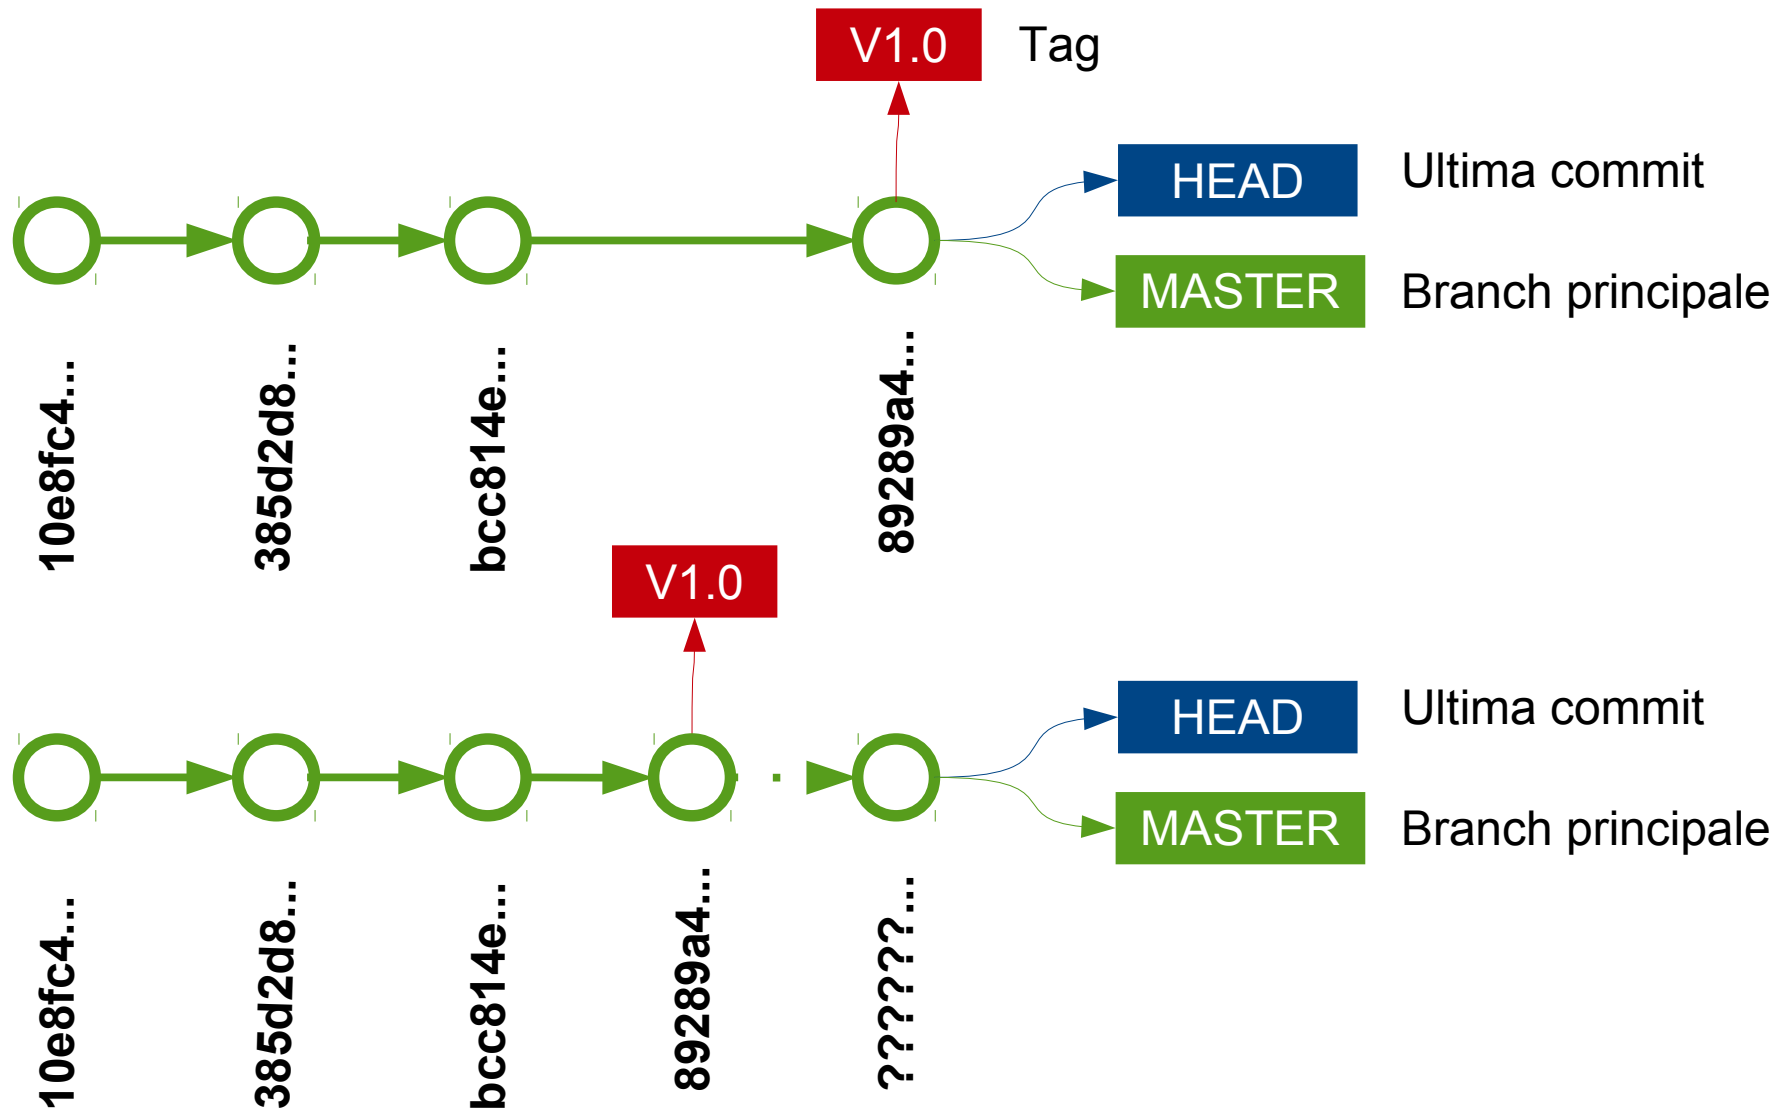 V1.0 Tag
HEAD Ultima commit
MASTER Branch principale
10e8fc4...
385d2d8...
bcc814e...
89289a4...
V1.0
HEAD Ultima commit
MASTER Branch principale
10e8fc4...
385d2d8...
bcc814e...
89289a4...
???????...